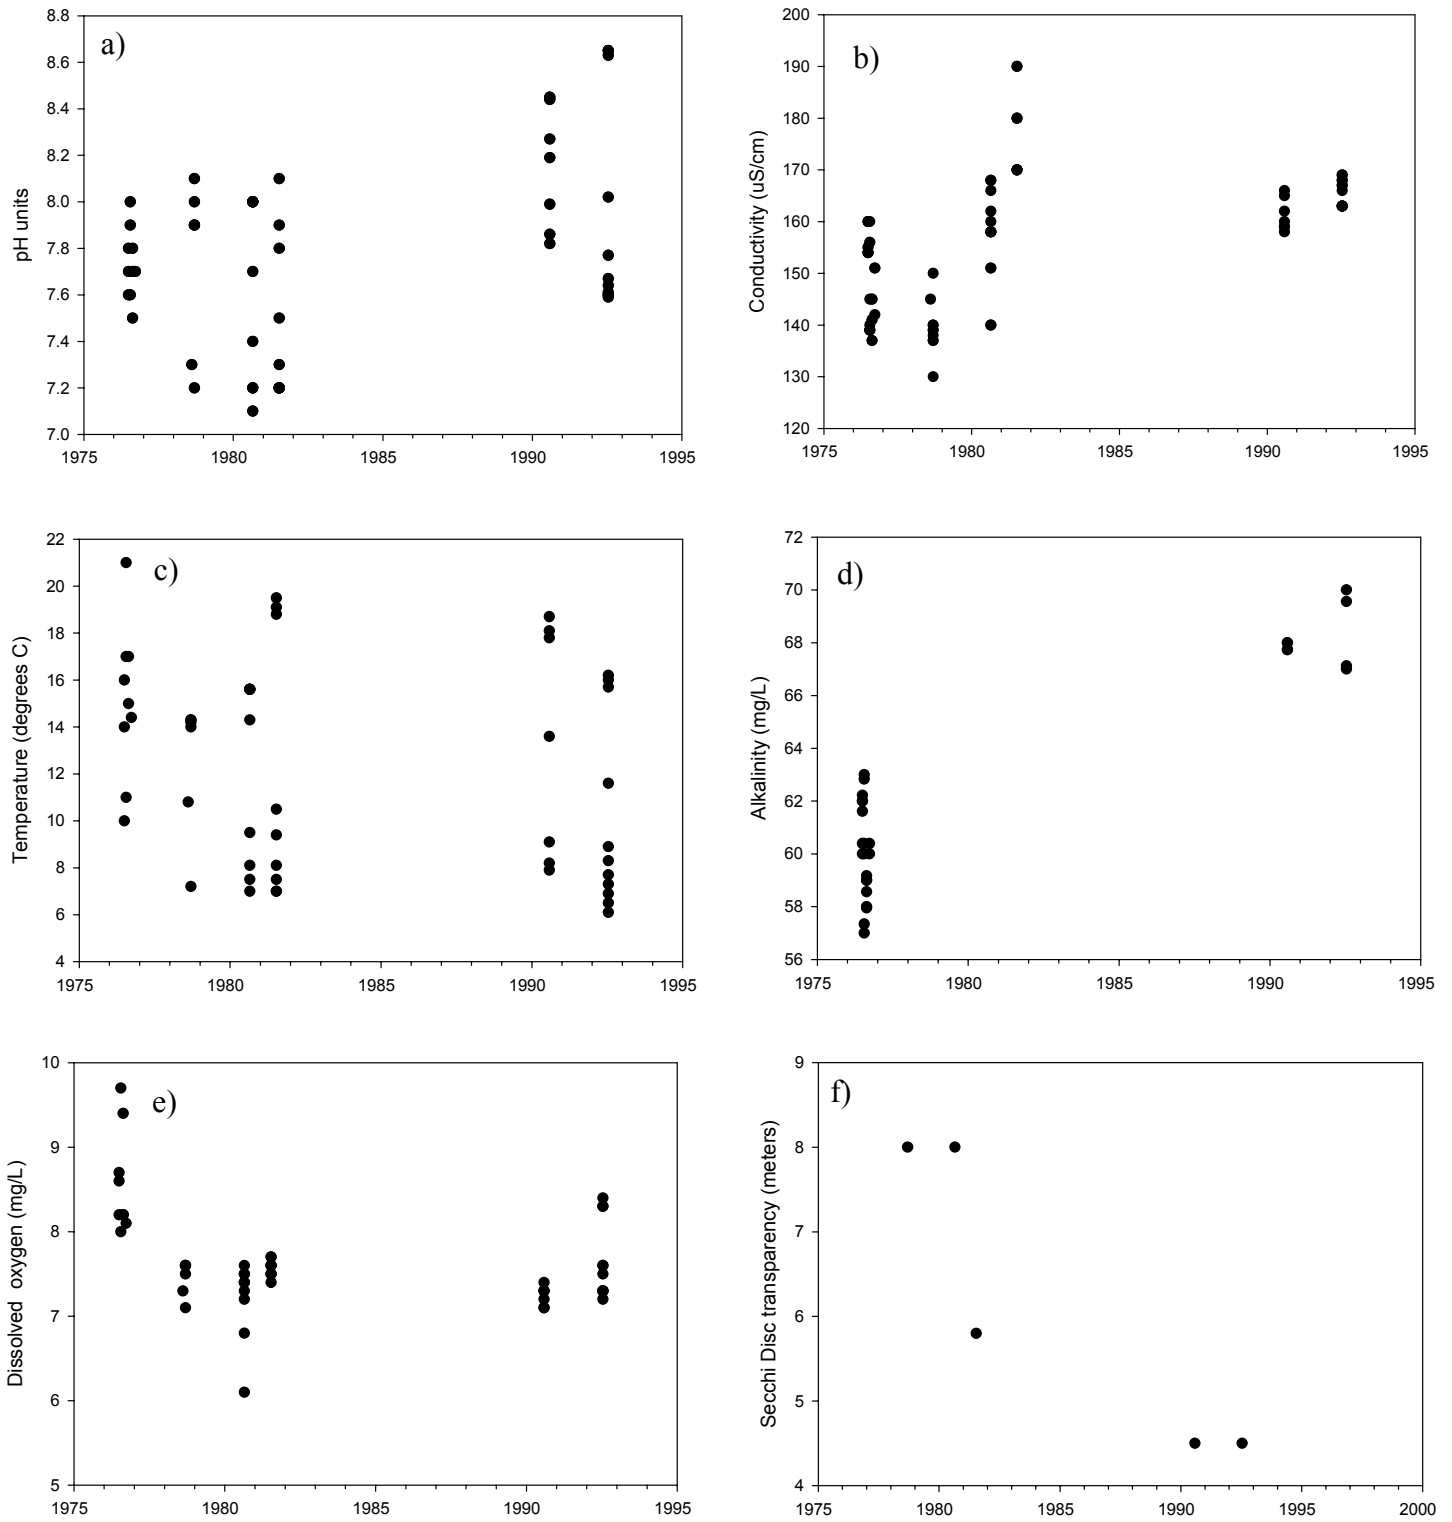 a)
pH units
8.8
8.6
8.4
8.2
8.0
7.8
7.6
7.4
7.2
7.0
1975 1980 1985 1990 1995
b)
Conductivity (uS/cm)
200
190
180
170
160
150
140
130
120
1975 1980 1985 1990 1995
c)
Temperature (degrees C)
22
20
18
16
14
12
10
8
6
4
1975 1980 1985 1990 1995
d)
Alkalinity (mg/L)
72
70
68
66
64
62
60
58
56
1975 1980 1985 1990 1995
e)
Dissolved oxygen (mg/L)
10
9
8
7
6
5
1975 1980 1985 1990 1995
f)
Secchi Disc transparency (meters)
9
8
7
6
5
4
1975 1980 1985 1990 1995 2000